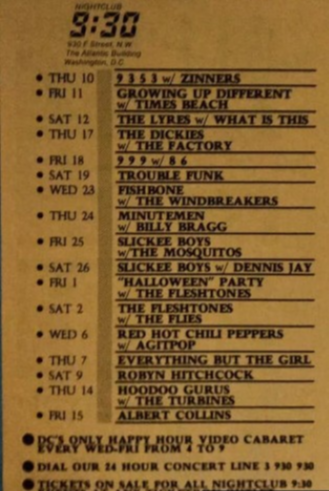 NIGHTCLUB
9:30
930 F Street, N.W.
The Atlantic Building
Washington, D.C.
• THU 10 9 3 5 3 w/ ZINNERS
• FRI 11 GROWING UP DIFFERENT
w/ TIMES BEACH
• SAT 12 THE LYRES w/ WHAT IS THIS
• THU 17 THE DICKIES
w/ THE FACTORY
• FRI 18 9 9 9 w/ 8 6
• SAT 19 TROUBLE FUNK
• WED 23 FISHBONE
w/ THE WINDBREAKERS
• THU 24 MINUTEMEN
w/ BILLY BRAGG
• FRI 25 SLICKEE BOYS
w/THE MOSQUITOS
• SAT 26 SLICKEE BOYS w/ DENNIS JAY
• FRI 1 "HALLOWEEN" PARTY
w/ THE FLESHTONES
• SAT 2 THE FLESHTONES
w/ THE FLIES
• WED 6 RED HOT CHILI PEPPERS
w/ AGITPOP
• THU 7 EVERYTHING BUT THE GIRL
• SAT 9 ROBYN HITCHCOCK
• THU 14 HOODOO GURUS
w/ THE TURBINES
• FRI 15 ALBERT COLLINS
● DC'S ONLY HAPPY HOUR VIDEO CABARET
EVERY WED-FRI FROM 4 TO 9
● DIAL OUR 24 HOUR CONCERT LINE 3 930 930
● TICKETS ON SALE FOR ALL NIGHTCLUB 9:30